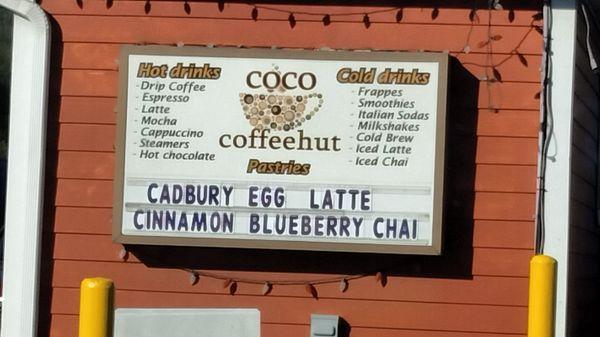 Hot drinks
- Drip Coffee
- Espresso
- Latte
- Mocha
- Cappuccino
- Steamers
- Hot chocolate
COCO
coffeehut
Pastries
Cold drinks
- Frappes
- Smoothies
- Italian Sodas
- Milkshakes
- Cold Brew
- Iced Latte
- Iced Chai
CADBURY EGG LATTE
CINNAMON BLUEBERRY CHAI